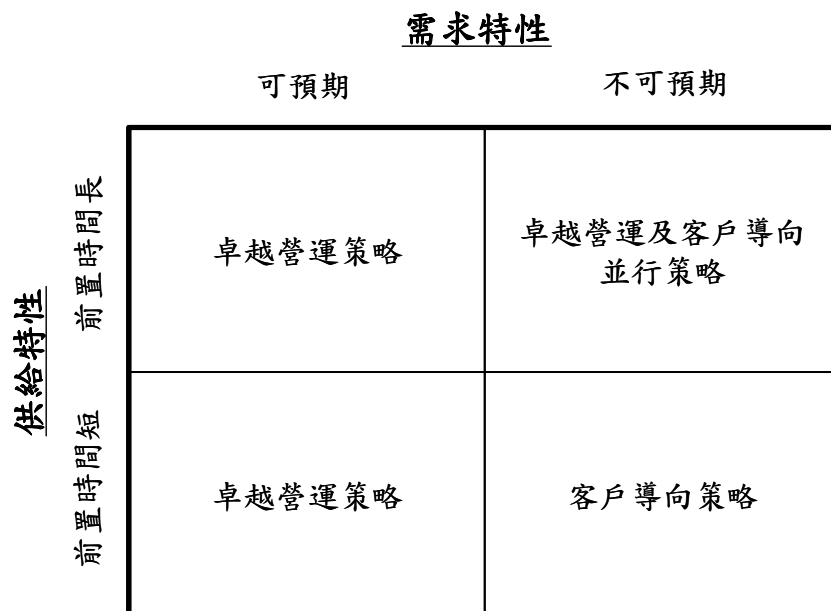 需求特性
可預期
不可預期
供給特性
前置時間長
卓越營運策略
卓越營運及客戶導向
並行策略
前置時間短
卓越營運策略
客戶導向策略